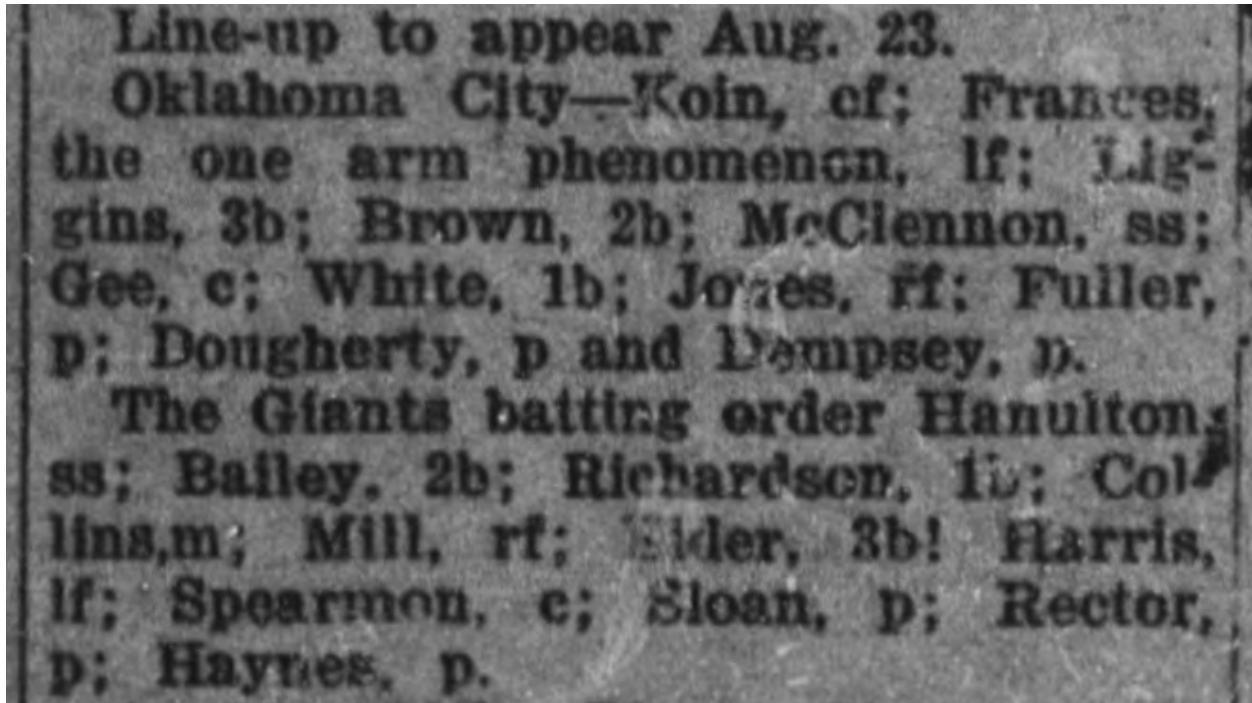 Line-up to appear Aug. 23.
Oklahoma City—Koin, cf; Frances,
the one arm phenomenon, lf; Lig-
gins, 3b; Brown, 2b; McClennon, ss;
Gee, c; White, 1b; Jones, rf; Fuller,
p; Dougherty, p and Dempsey, p.
The Giants batting order Hanulton,
ss; Bailey, 2b; Richardson, 1b; Col-
lins,m; Mill, rf; 3b! Harris,
lf; Spearmon, c; Sloan, p; Rector,
p; Haynes, p.